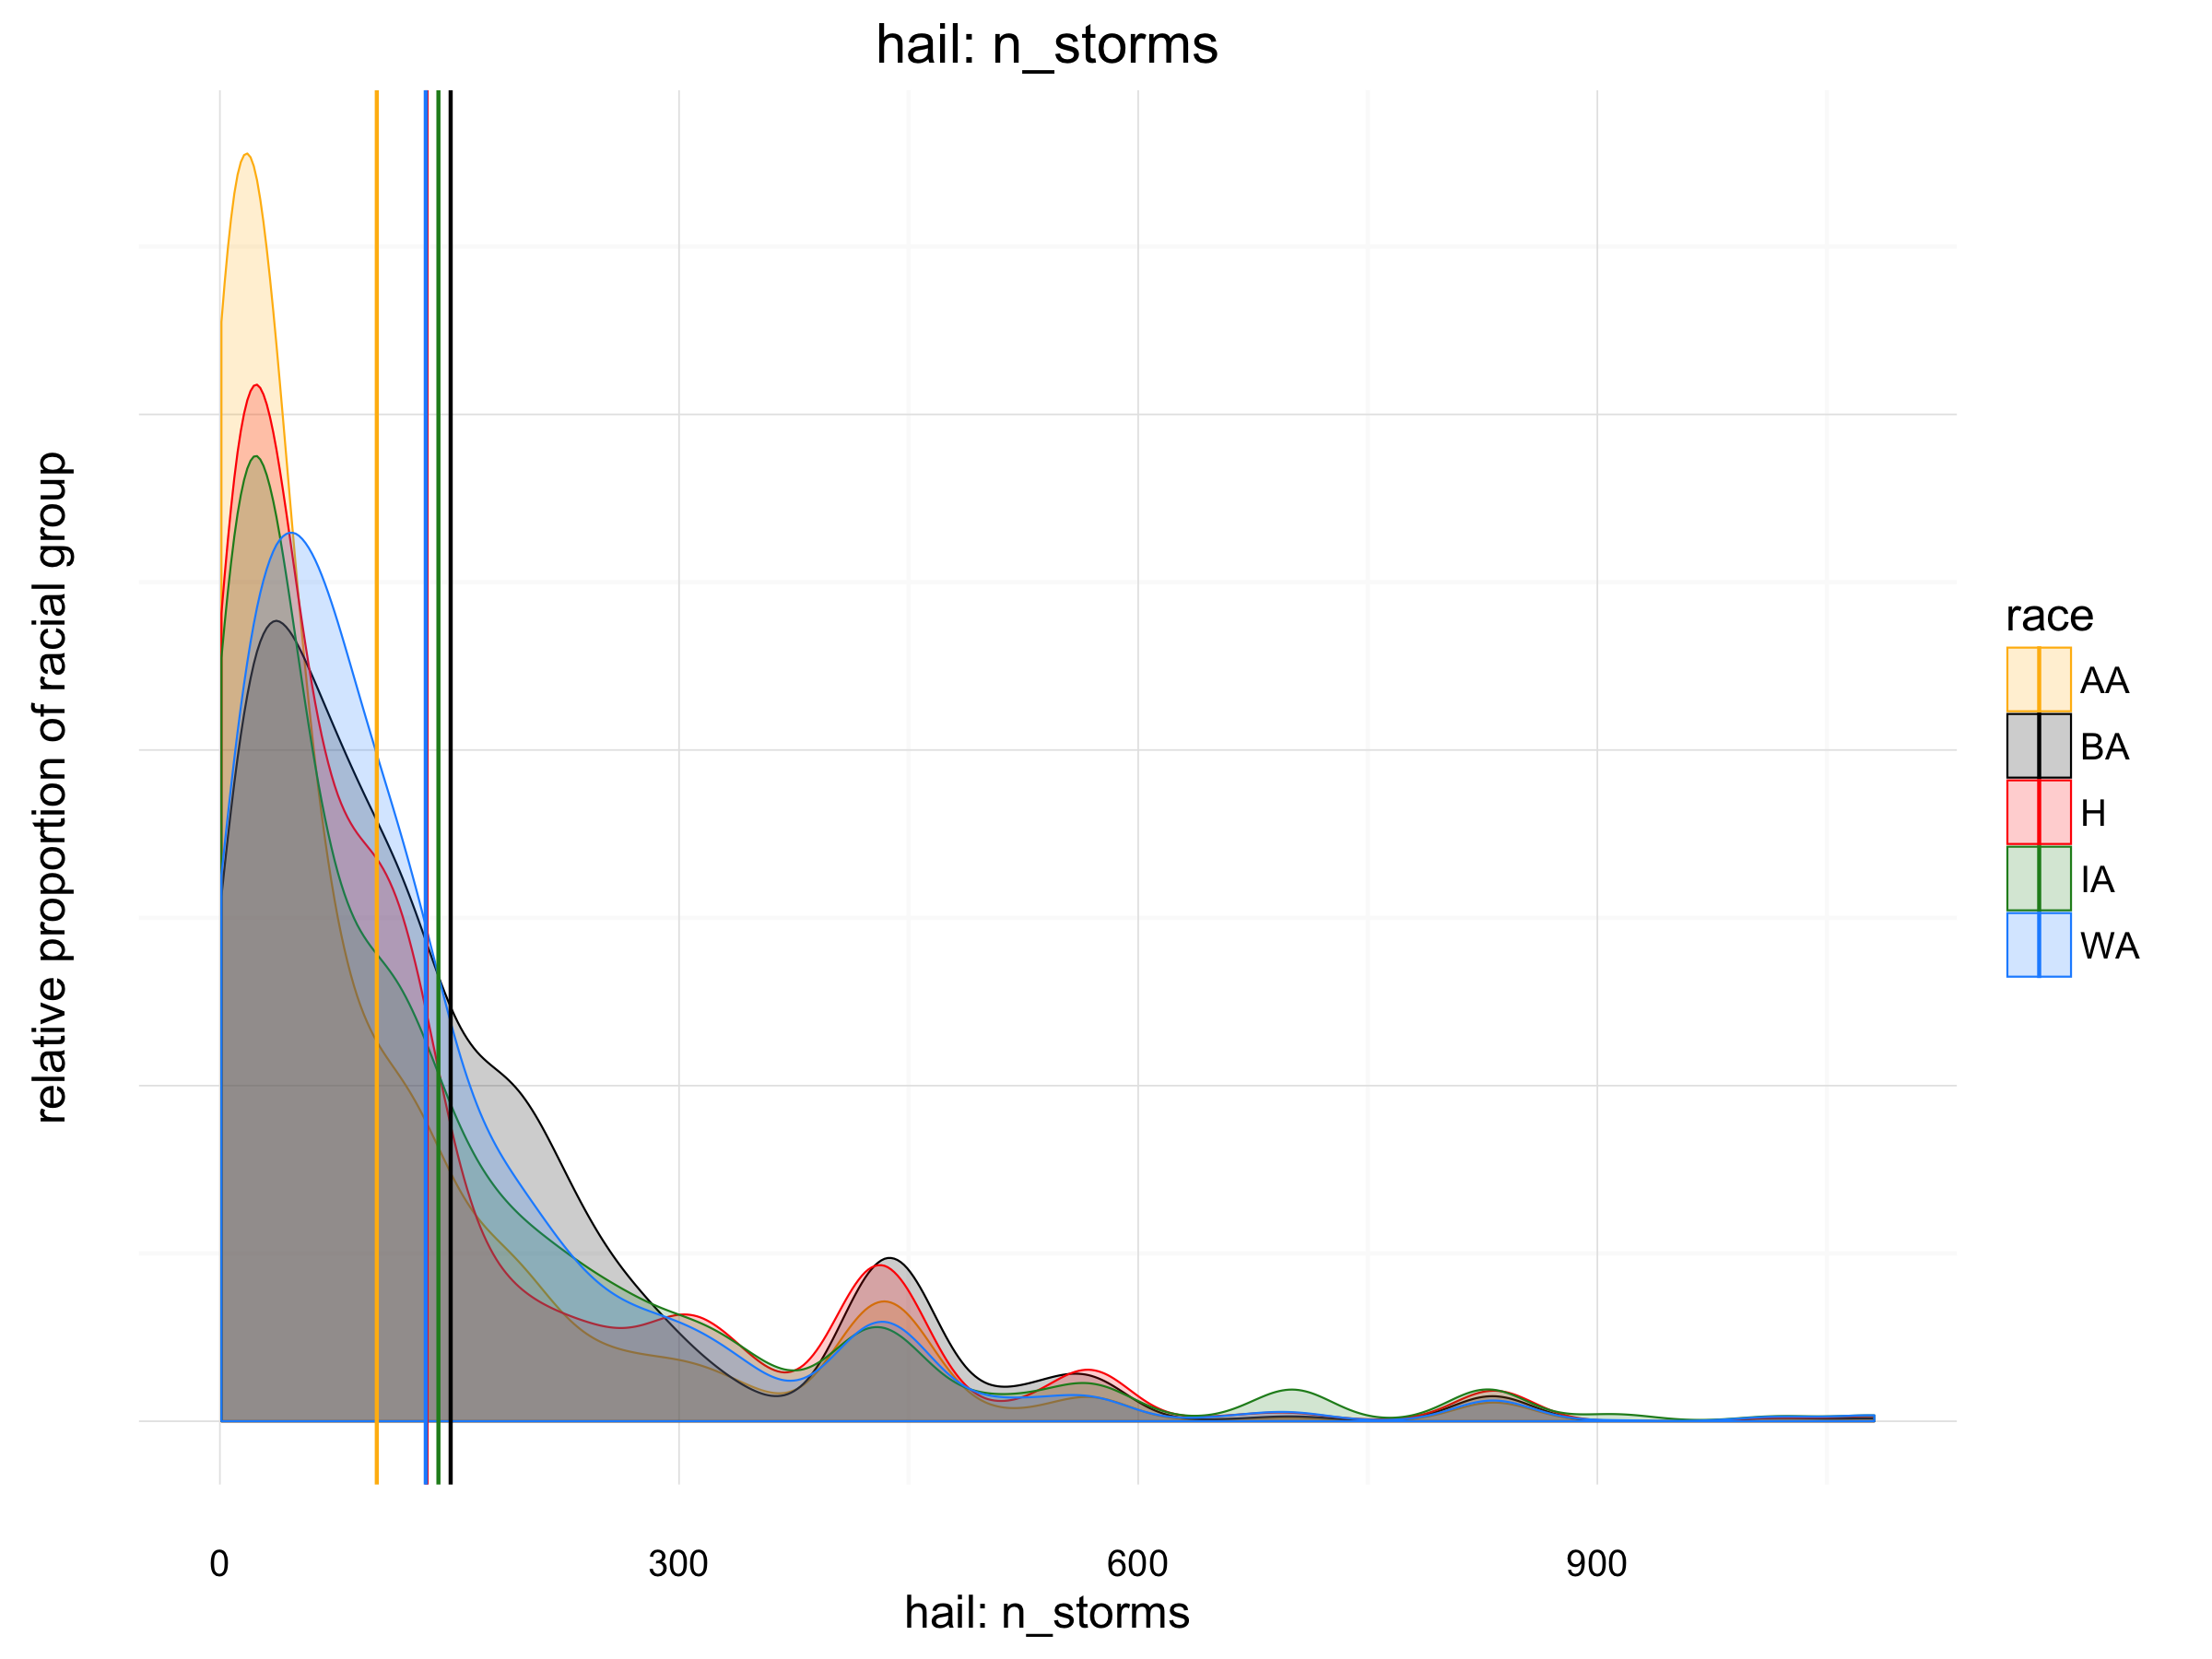 hail: n_storms
relative proportion of racial group
race
AA
BA
H
IA
WA
0 300 600 900
hail: n_storms